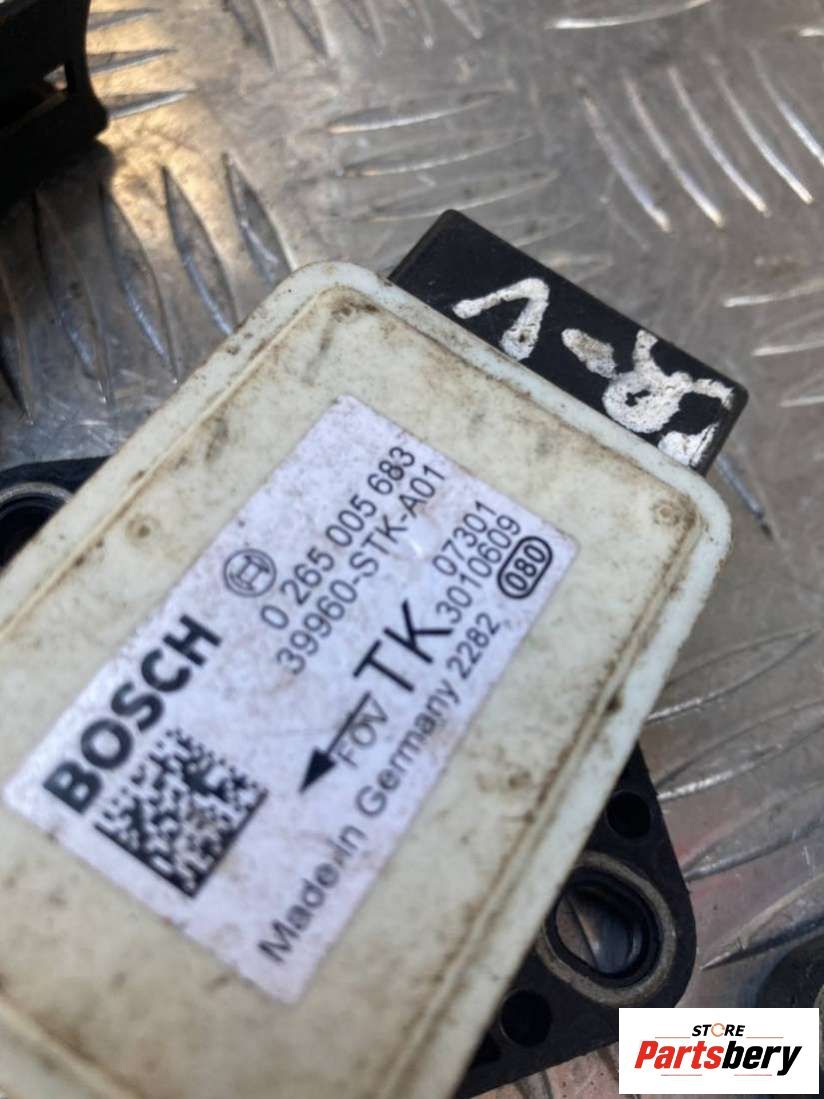 BOSCH
0 265 005 683
39960-STK-A01
TK
07301
3010609
FOV
Made in Germany 2282
080
STORE
Partsbery